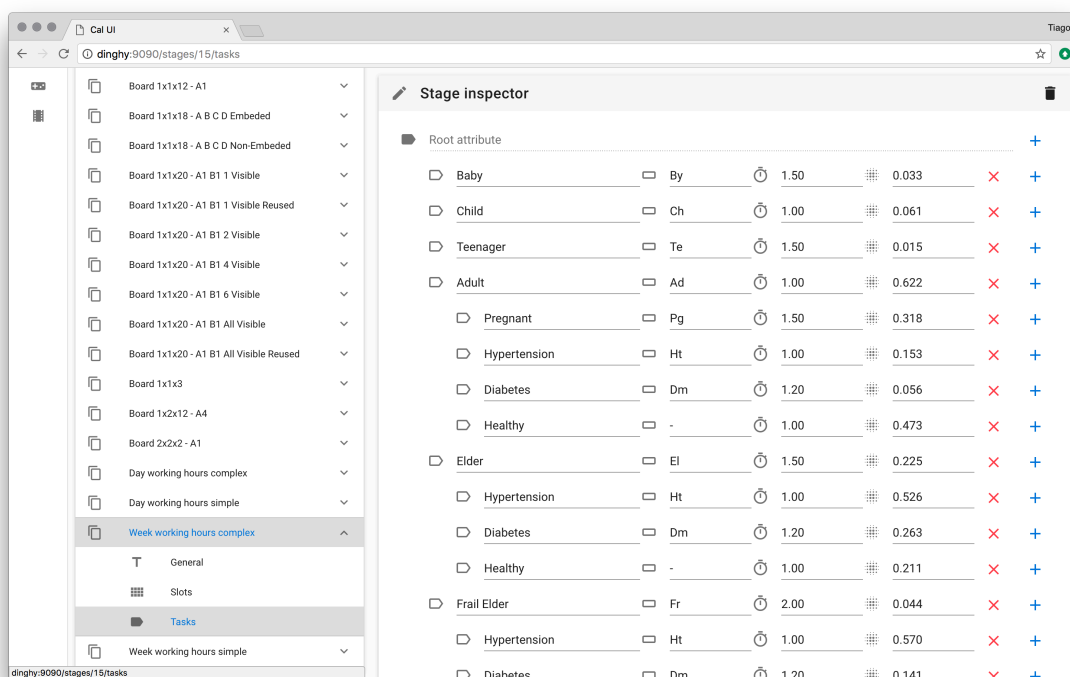 Cal UI
Tiago
dinghy:9090/stages/15/tasks
Board 1x1x12 - A1
Board 1x1x18 - A B C D Embeded
Board 1x1x18 - A B C D Non-Embeded
Board 1x1x20 - A1 B1 1 Visible
Board 1x1x20 - A1 B1 1 Visible Reused
Board 1x1x20 - A1 B1 2 Visible
Board 1x1x20 - A1 B1 4 Visible
Board 1x1x20 - A1 B1 6 Visible
Board 1x1x20 - A1 B1 All Visible
Board 1x1x20 - A1 B1 All Visible Reused
Board 1x1x3
Board 1x2x12 - A4
Board 2x2x2 - A1
Day working hours complex
Day working hours simple
Week working hours complex
General
Slots
Tasks
Week working hours simple
dinghy:9090/stages/15/tasks
Stage inspector
Root attribute
Baby By 1.50 0.033
Child Ch 1.00 0.061
Teenager Te 1.50 0.015
Adult Ad 1.00 0.622
Pregnant Pg 1.50 0.318
Hypertension Ht 1.00 0.153
Diabetes Dm 1.20 0.056
Healthy - 1.00 0.473
Elder El 1.50 0.225
Hypertension Ht 1.00 0.526
Diabetes Dm 1.20 0.263
Healthy - 1.00 0.211
Frail Elder Fr 2.00 0.044
Hypertension Ht 1.00 0.570
Diabetes Dm 1.20 0.141